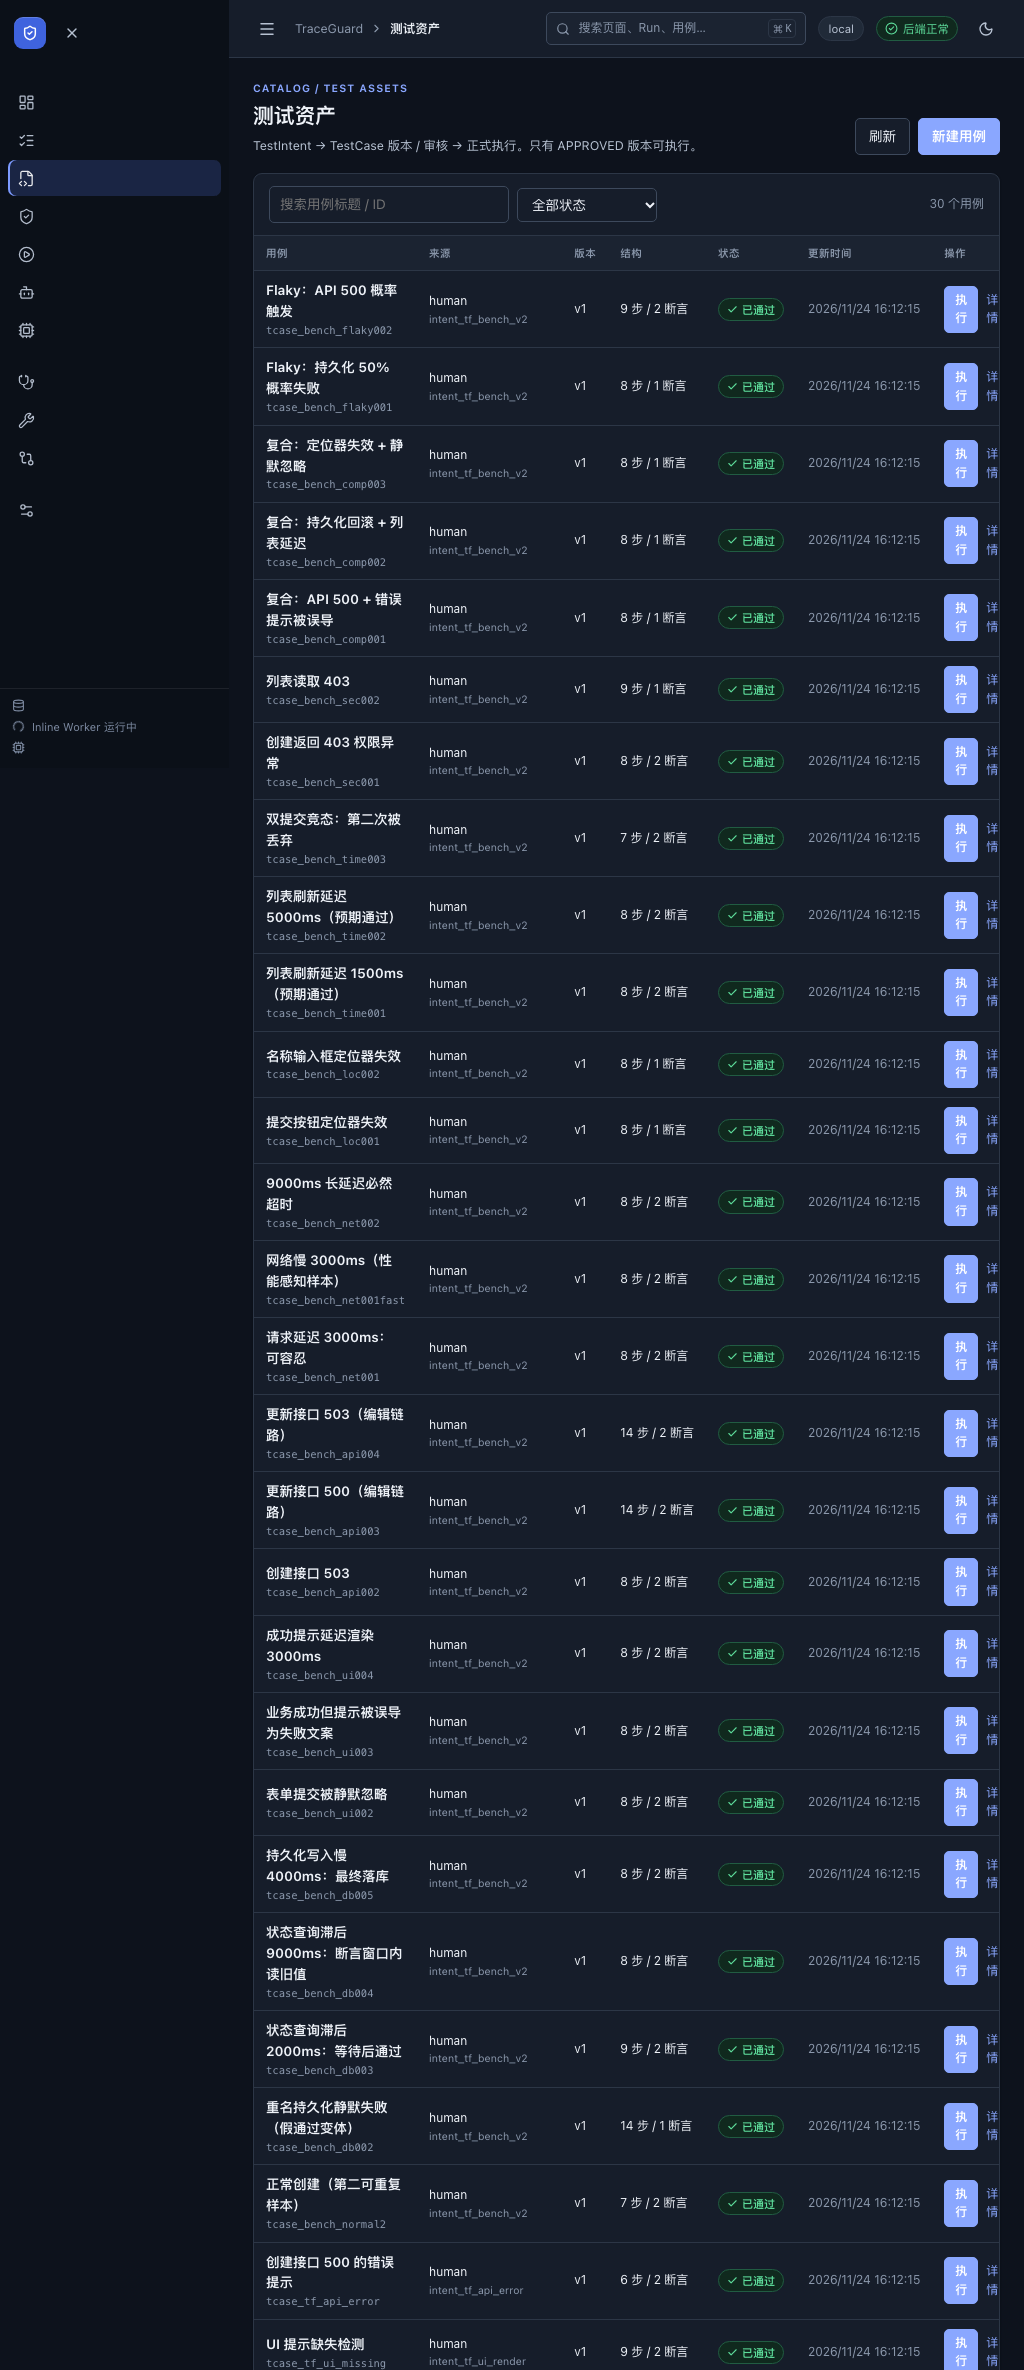 TraceGuard > 测试资产
搜索页面、Run、用例...
⌘ K
local
后端正常
CATALOG / TEST ASSETS
测试资产
TestIntent → TestCase 版本 / 审核 → 正式执行。只有 APPROVED 版本可执行。
刷新
新建用例
搜索用例标题 / ID
全部状态
30 个用例
用例 来源 版本 结构 状态 更新时间 操作
Flaky：API 500 概率
触发
tcase_bench_flaky002
human
intent_tf_bench_v2
v1
9 步 / 2 断言
已通过
2026/11/24 16:12:15
执行
详情
Flaky：持久化 50%
概率失败
tcase_bench_flaky001
human
intent_tf_bench_v2
v1
8 步 / 1 断言
已通过
2026/11/24 16:12:15
执行
详情
复合：定位器失效 + 静
默忽略
tcase_bench_comp003
human
intent_tf_bench_v2
v1
8 步 / 1 断言
已通过
2026/11/24 16:12:15
执行
详情
复合：持久化回滚 + 列
表延迟
tcase_bench_comp002
human
intent_tf_bench_v2
v1
8 步 / 1 断言
已通过
2026/11/24 16:12:15
执行
详情
复合：API 500 + 错误
提示被误导
tcase_bench_comp001
human
intent_tf_bench_v2
v1
8 步 / 1 断言
已通过
2026/11/24 16:12:15
执行
详情
列表读取 403
tcase_bench_sec002
human
intent_tf_bench_v2
v1
9 步 / 1 断言
已通过
2026/11/24 16:12:15
执行
详情
创建返回 403 权限异
常
tcase_bench_sec001
human
intent_tf_bench_v2
v1
8 步 / 2 断言
已通过
2026/11/24 16:12:15
执行
详情
双提交竞态：第二次被
丢弃
tcase_bench_time003
human
intent_tf_bench_v2
v1
7 步 / 2 断言
已通过
2026/11/24 16:12:15
执行
详情
列表刷新延迟
5000ms（预期通过）
tcase_bench_time002
human
intent_tf_bench_v2
v1
8 步 / 2 断言
已通过
2026/11/24 16:12:15
执行
详情
列表刷新延迟 1500ms
（预期通过）
tcase_bench_time001
human
intent_tf_bench_v2
v1
8 步 / 2 断言
已通过
2026/11/24 16:12:15
执行
详情
名称输入框定位器失效
tcase_bench_loc002
human
intent_tf_bench_v2
v1
8 步 / 1 断言
已通过
2026/11/24 16:12:15
执行
详情
提交按钮定位器失效
tcase_bench_loc001
human
intent_tf_bench_v2
v1
8 步 / 1 断言
已通过
2026/11/24 16:12:15
执行
详情
9000ms 长延迟必然
超时
tcase_bench_net002
human
intent_tf_bench_v2
v1
8 步 / 2 断言
已通过
2026/11/24 16:12:15
执行
详情
网络慢 3000ms（性
能感知样本）
tcase_bench_net001fast
human
intent_tf_bench_v2
v1
8 步 / 2 断言
已通过
2026/11/24 16:12:15
执行
详情
请求延迟 3000ms：
可容忍
tcase_bench_net001
human
intent_tf_bench_v2
v1
8 步 / 2 断言
已通过
2026/11/24 16:12:15
执行
详情
更新接口 503（编辑链
路）
tcase_bench_api004
human
intent_tf_bench_v2
v1
14 步 / 2 断言
已通过
2026/11/24 16:12:15
执行
详情
更新接口 500（编辑链
路）
tcase_bench_api003
human
intent_tf_bench_v2
v1
14 步 / 2 断言
已通过
2026/11/24 16:12:15
执行
详情
创建接口 503
tcase_bench_api002
human
intent_tf_bench_v2
v1
8 步 / 2 断言
已通过
2026/11/24 16:12:15
执行
详情
成功提示延迟渲染
3000ms
tcase_bench_ui004
human
intent_tf_bench_v2
v1
8 步 / 2 断言
已通过
2026/11/24 16:12:15
执行
详情
业务成功但提示被误导
为失败文案
tcase_bench_ui003
human
intent_tf_bench_v2
v1
8 步 / 2 断言
已通过
2026/11/24 16:12:15
执行
详情
表单提交被静默忽略
tcase_bench_ui002
human
intent_tf_bench_v2
v1
8 步 / 2 断言
已通过
2026/11/24 16:12:15
执行
详情
持久化写入慢
4000ms：最终落库
tcase_bench_db005
human
intent_tf_bench_v2
v1
8 步 / 2 断言
已通过
2026/11/24 16:12:15
执行
详情
状态查询滞后
9000ms：断言窗口内
读旧值
tcase_bench_db004
human
intent_tf_bench_v2
v1
8 步 / 2 断言
已通过
2026/11/24 16:12:15
执行
详情
状态查询滞后
2000ms：等待后通过
tcase_bench_db003
human
intent_tf_bench_v2
v1
9 步 / 2 断言
已通过
2026/11/24 16:12:15
执行
详情
重名持久化静默失败
（假通过变体）
tcase_bench_db002
human
intent_tf_bench_v2
v1
14 步 / 1 断言
已通过
2026/11/24 16:12:15
执行
详情
正常创建（第二可重复
样本）
tcase_bench_normal2
human
intent_tf_bench_v2
v1
7 步 / 2 断言
已通过
2026/11/24 16:12:15
执行
详情
创建接口 500 的错误
提示
tcase_tf_api_error
human
intent_tf_api_error
v1
6 步 / 2 断言
已通过
2026/11/24 16:12:15
执行
详情
UI 提示缺失检测
tcase_tf_ui_missing
human
intent_tf_ui_render
v1
9 步 / 2 断言
已通过
2026/11/24 16:12:15
执行
详情
Inline Worker 运行中